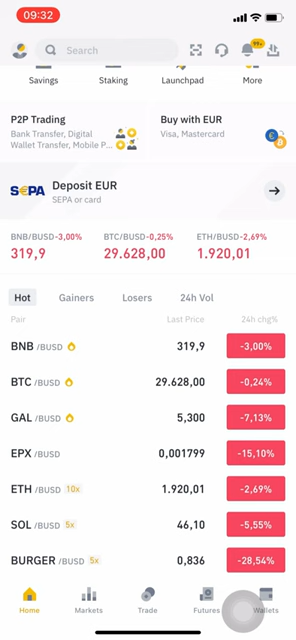 09:32
Search
99+
Savings Staking Launchpad More
P2P Trading
Bank Transfer, Digital
Wallet Transfer, Mobile P...
Buy with EUR
Visa, Mastercard
S€PA
Deposit EUR
SEPA or card
BNB/BUSD-3,00% BTC/BUSD-0,25% ETH/BUSD-2,69%
319,9 29.628,00 1.920,01
Hot Gainers Losers 24h Vol
Pair Last Price 24h chg%
BNB /BUSD 319,9 -3,00%
BTC /BUSD 29.628,00 -0,24%
GAL /BUSD 5,300 -7,13%
EPX /BUSD 0,001799 -15,10%
ETH /BUSD 10x 1.920,01 -2,69%
SOL /BUSD 5x 46,10 -5,55%
BURGER /BUSD 5x 0,836 -28,54%
Home Markets Trade Futures Wallets